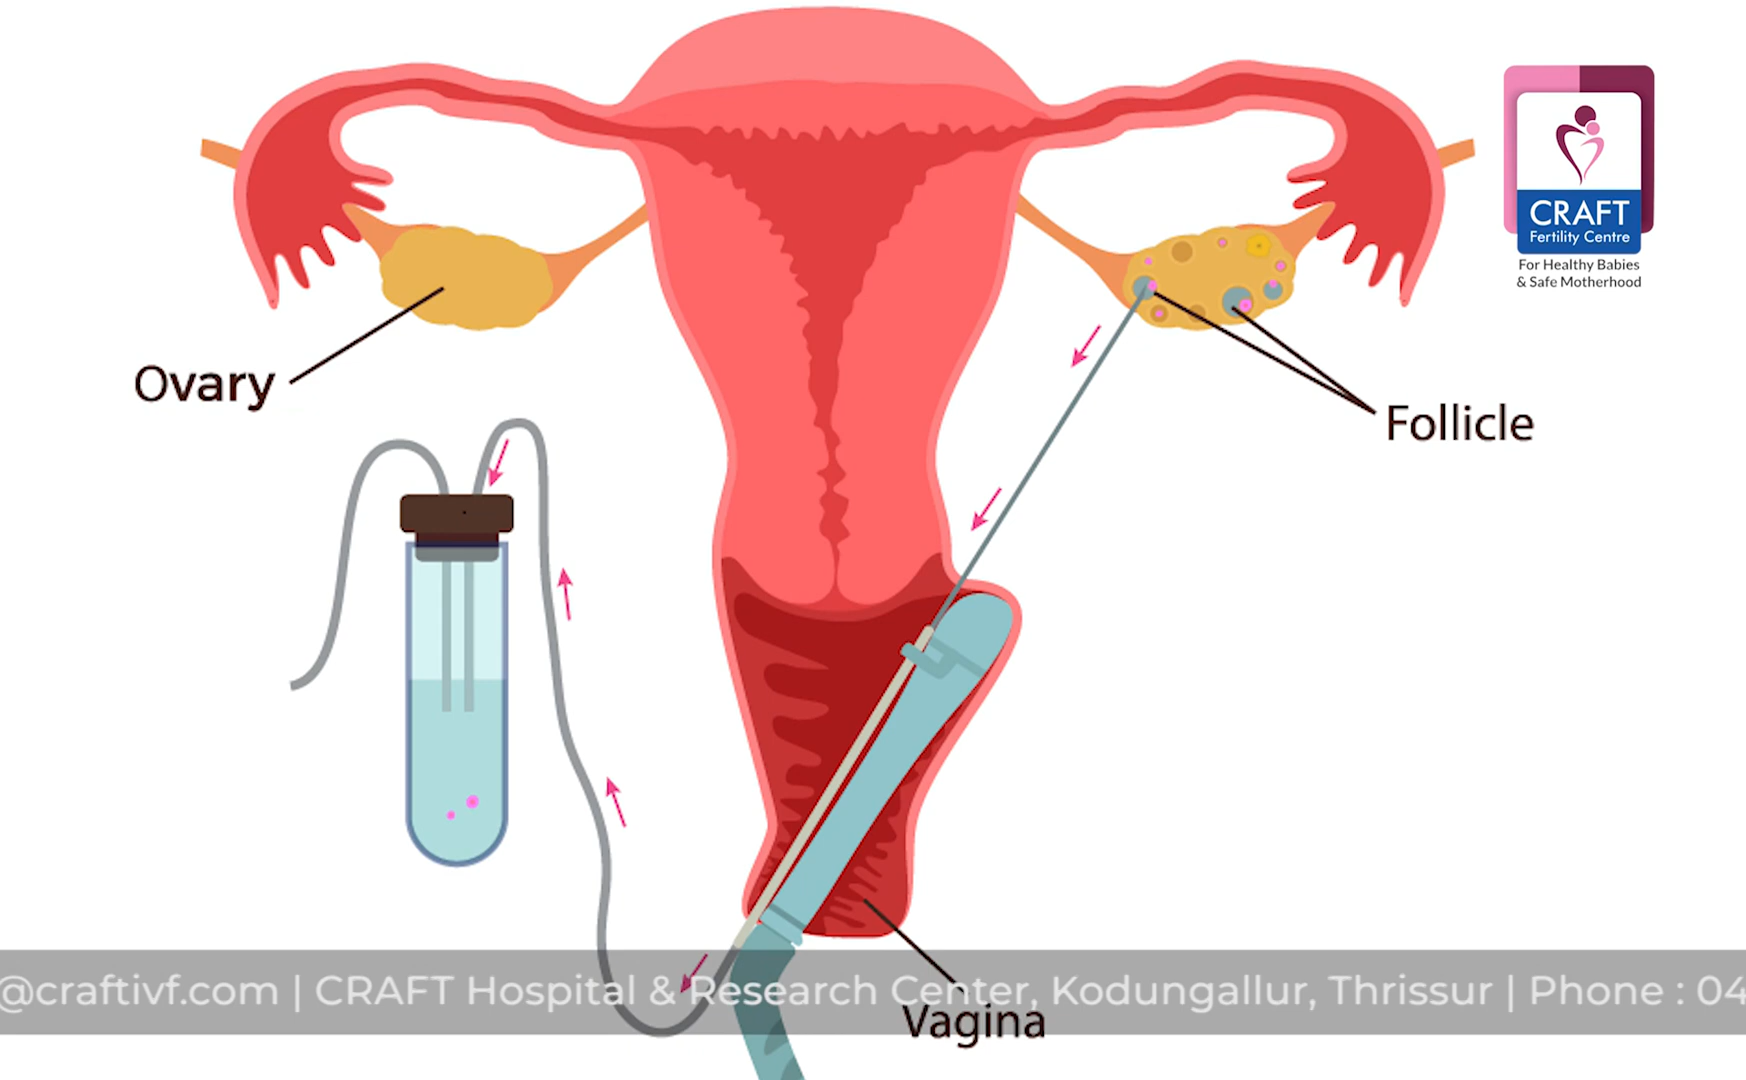 CRAFT
Fertility Centre
For Healthy Babies
& Safe Motherhood
Ovary
Follicle
@craftivf.com | CRAFT Hospital & Research Center, Kodungallur, Thrissur | Phone : 04
Vagina